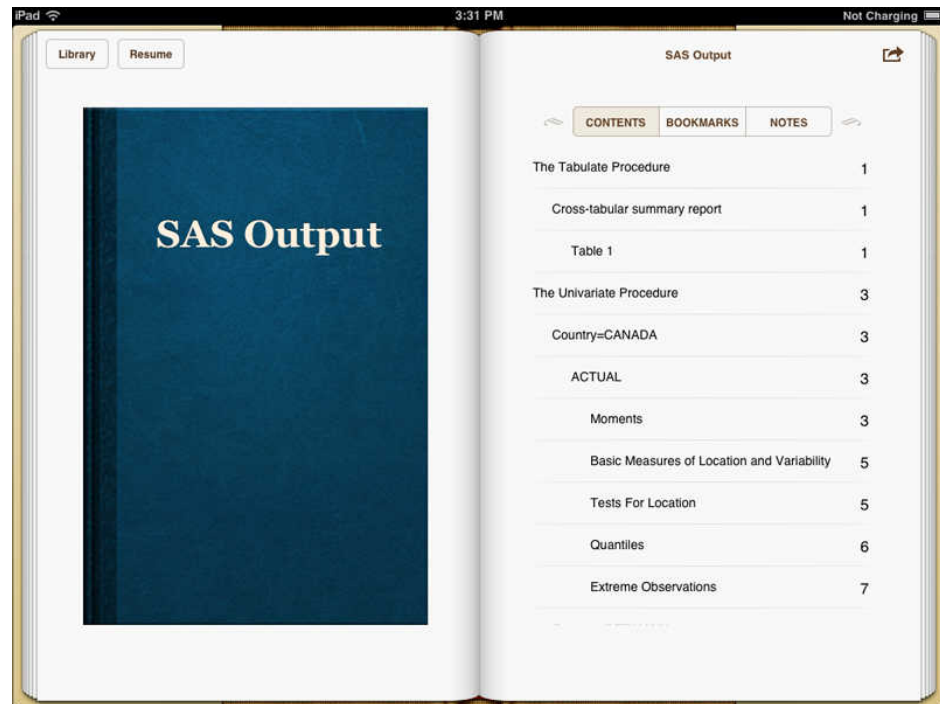 iPad
3:31 PM
Not Charging
Library
Resume
SAS Output
SAS Output
CONTENTS
BOOKMARKS
NOTES
The Tabulate Procedure 1
Cross-tabular summary report 1
Table 1 1
The Univariate Procedure 3
Country=CANADA 3
ACTUAL 3
Moments 3
Basic Measures of Location and Variability 5
Tests For Location 5
Quantiles 6
Extreme Observations 7